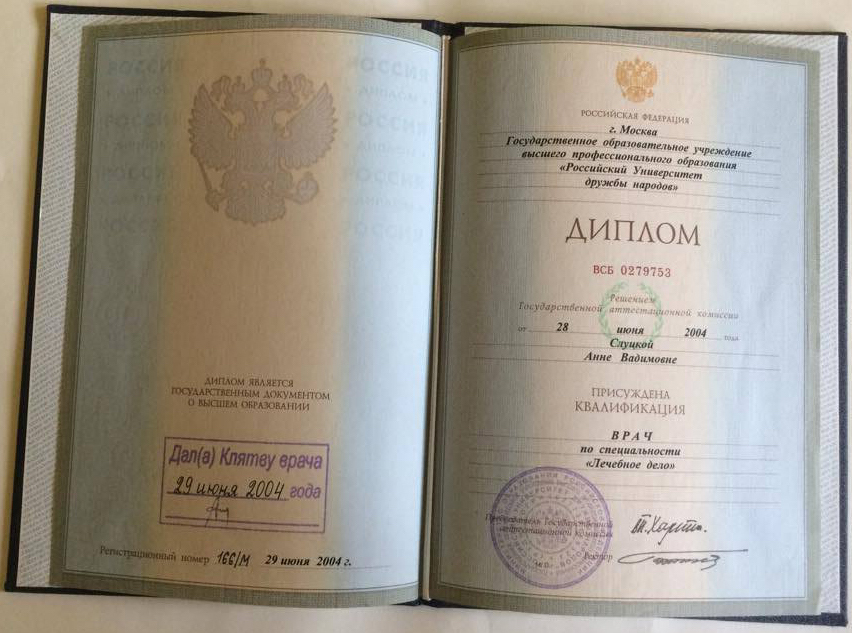 ДИПЛОМ ЯВЛЯЕТСЯ
ГОСУДАРСТВЕННЫМ ДОКУМЕНТОМ
О ВЫСШЕМ ОБРАЗОВАНИИ
Дал(а) Клятву врача
29 июня 2004 года
Регистрационный номер 166/М 29 июня 2004 г.
РОССИЙСКАЯ ФЕДЕРАЦИЯ
г. Москва
Государственное образовательное учреждение
высшего профессионального образования
«Российский Университет
дружбы народов»
ДИПЛОМ
ВСБ 0279753
Решением
Государственной аттестационной комиссии
от 28 июня 2004 года
Слуцкой
Анне Вадимовне
ПРИСУЖДЕНА
КВАЛИФИКАЦИЯ
ВРАЧ
по специальности
«Лечебное дело»
Председатель Государственной
аттестационной комиссии
Ректор